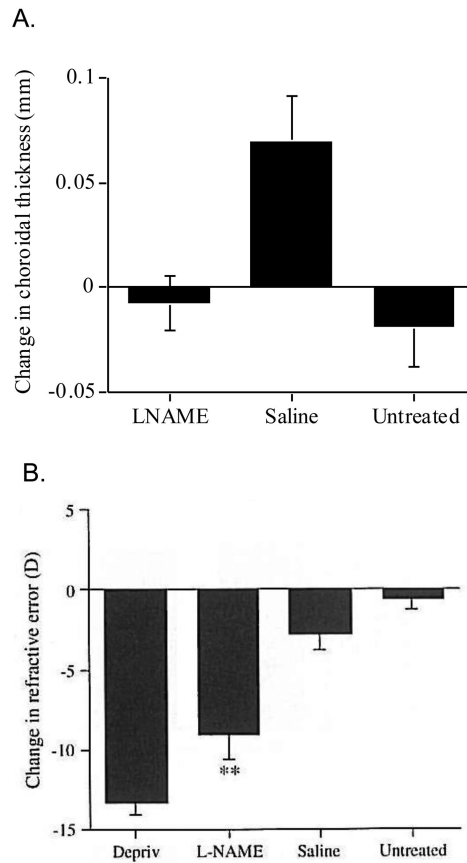 A.
Change in choroidal thickness (mm)
0.1
0.05
0
-0.05
LNAME Saline Untreated
B.
Change in refractive error (D)
5
0
-5
-10
-15
**
Depriv L-NAME Saline Untreated